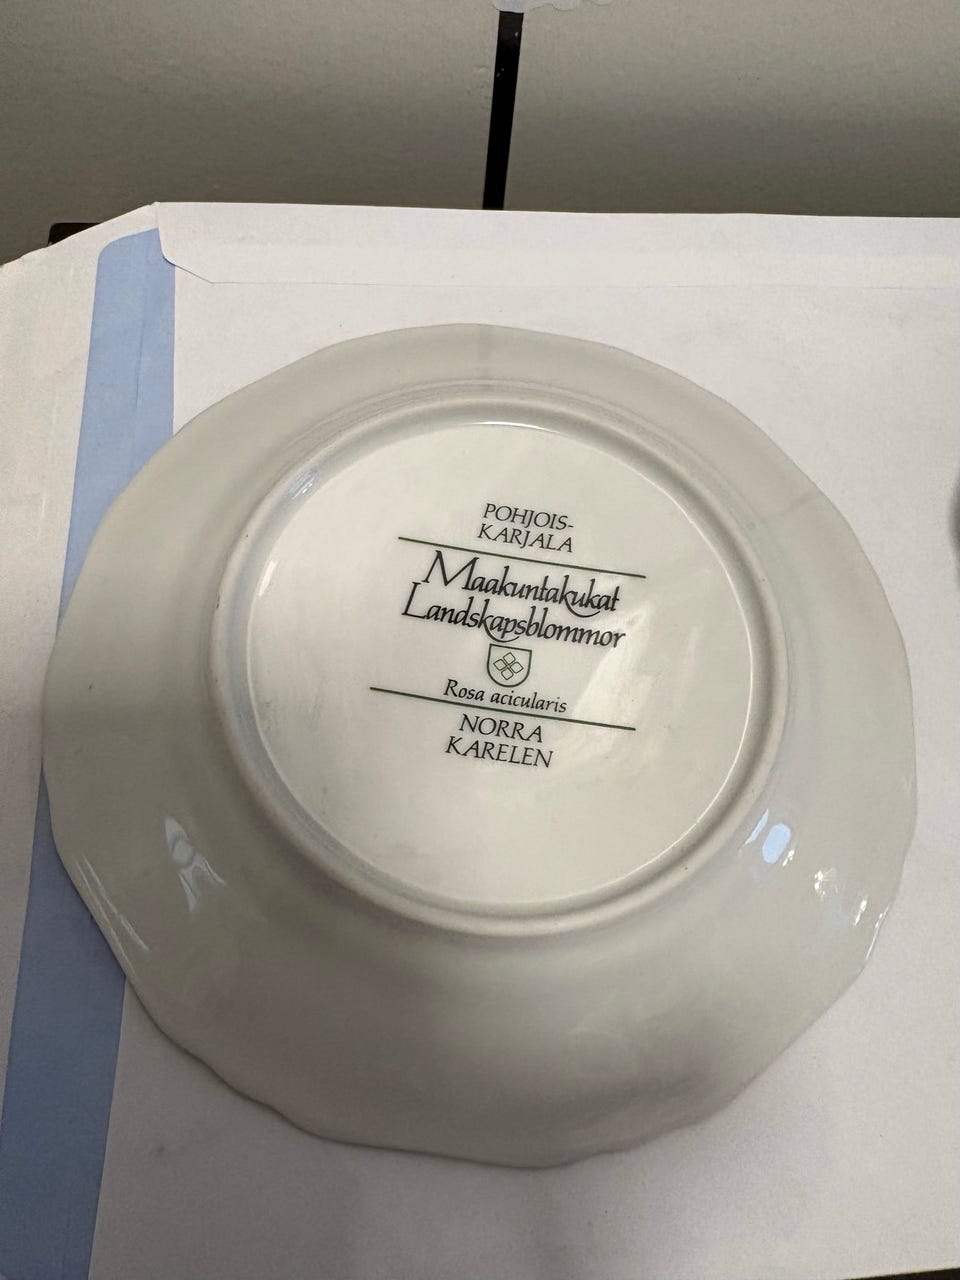 POHJOIS-
KARJALA
Maakuntakukat
Landskapsblommor
Rosa acicularis
NORRA
KARELEN